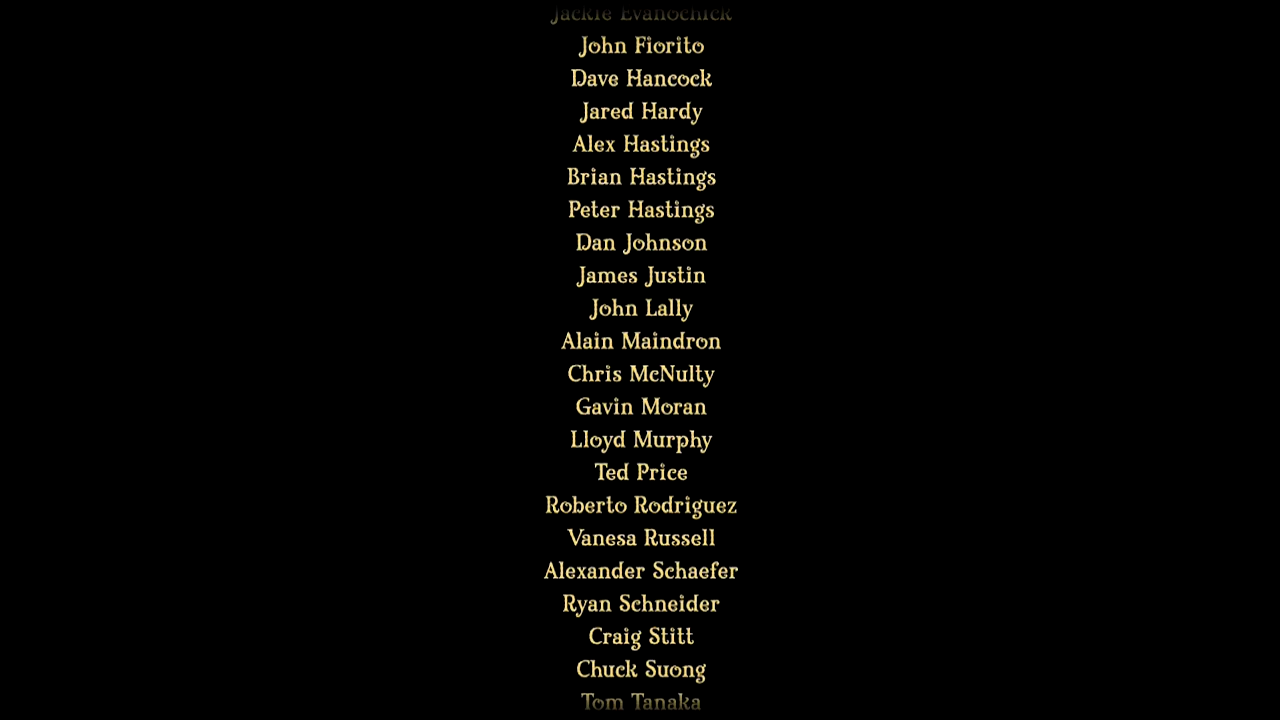 Jackie Evanochick
John Fiorito
Dave Hancock
Jared Hardy
Alex Hastings
Brian Hastings
Peter Hastings
Dan Johnson
James Justin
John Lally
Alain Maindron
Chris McNulty
Gavin Moran
Lloyd Murphy
Ted Price
Roberto Rodriguez
Vanesa Russell
Alexander Schaefer
Ryan Schneider
Craig Stitt
Chuck Suong
Tom Tanaka